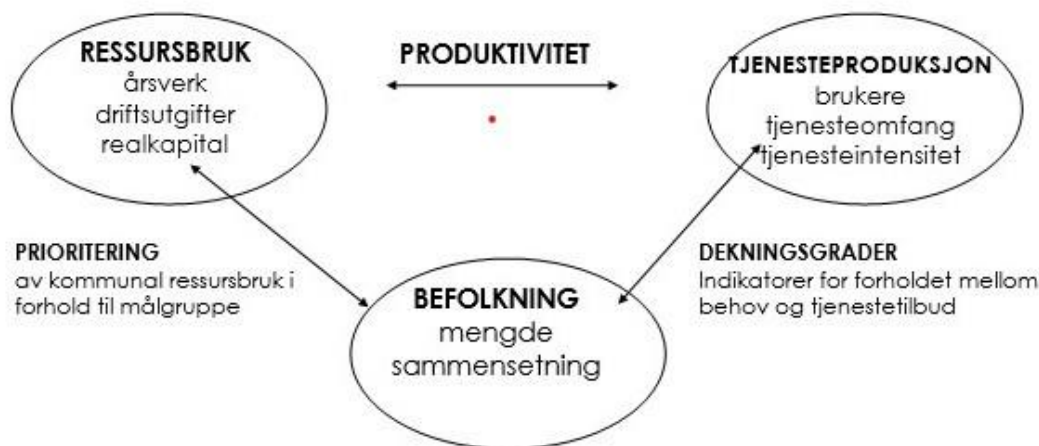 RESSURSBRUK
årsverk
driftsutgifter
realkapital
PRODUKTIVITET
TJENESTEPRODUKSJON
brukere
tjenesteomfang
tjenesteintensitet
PRIORITERING
av kommunal ressursbruk i
forhold til målgruppe
BEFOLKNING
mengde
sammensetning
DEKNINGSGRADER
Indikatorer for forholdet mellom
behov og tjenestetilbud